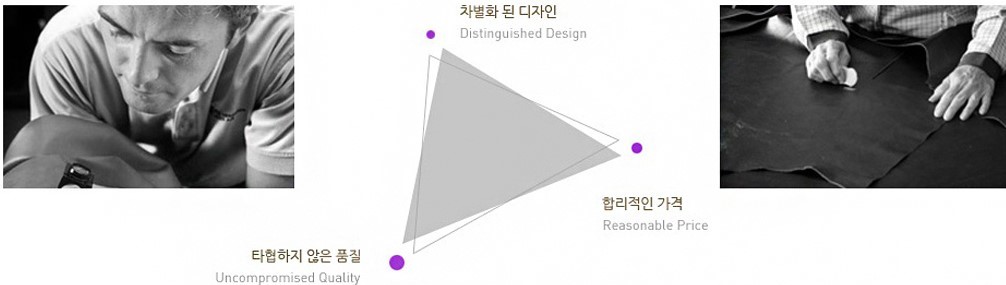 차별화 된 디자인
Distinguished Design
합리적인 가격
Reasonable Price
타협하지 않은 품질
Uncompromised Quality